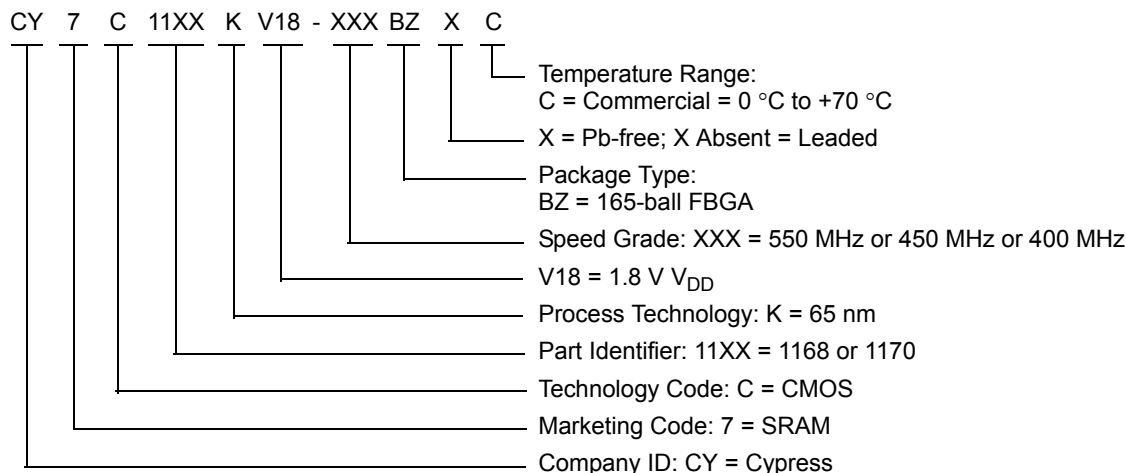 CY 7 C 11XX K V18 - XXX BZ X C
Temperature Range:
C = Commercial = 0 °C to +70 °C
X = Pb-free; X Absent = Leaded
Package Type:
BZ = 165-ball FBGA
Speed Grade: XXX = 550 MHz or 450 MHz or 400 MHz
V18 = 1.8 V VDD
Process Technology: K = 65 nm
Part Identifier: 11XX = 1168 or 1170
Technology Code: C = CMOS
Marketing Code: 7 = SRAM
Company ID: CY = Cypress